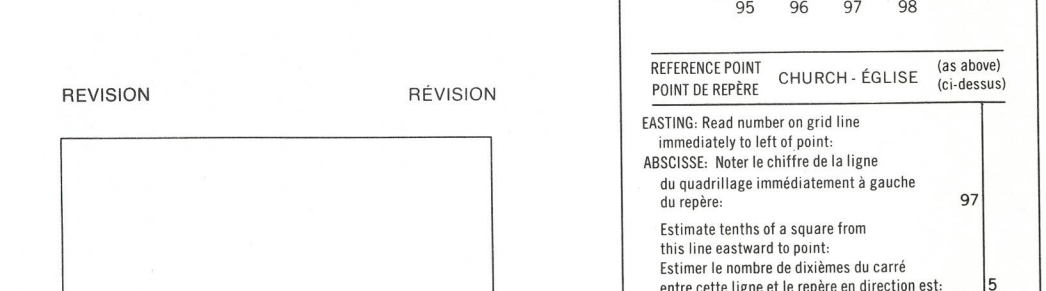 95 96 97 98
REVISION RÉVISION
REFERENCE POINT
POINT DE REPÈRE
CHURCH - ÉGLISE
(as above)
(ci-dessus)
EASTING: Read number on grid line
immediately to left of point:
ABSCISSE: Noter le chiffre de la ligne
du quadrillage immédiatement à gauche
du repère: 97
Estimate tenths of a square from
this line eastward to point:
Estimer le nombre de dixièmes du carré
entre cette ligne et le repère en direction est: 5